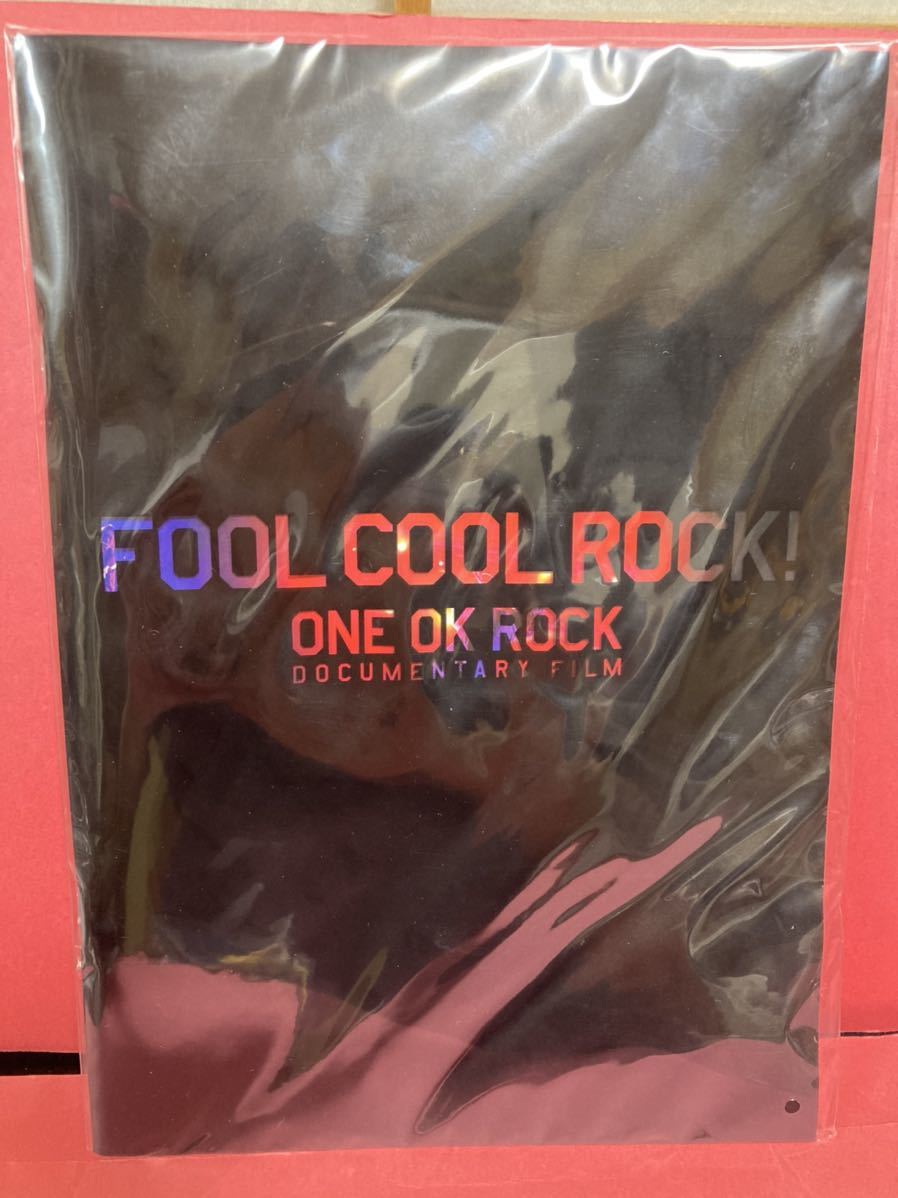 FOOL COOL ROCK!
ONE OK ROCK
DOCUMENTARY FILM